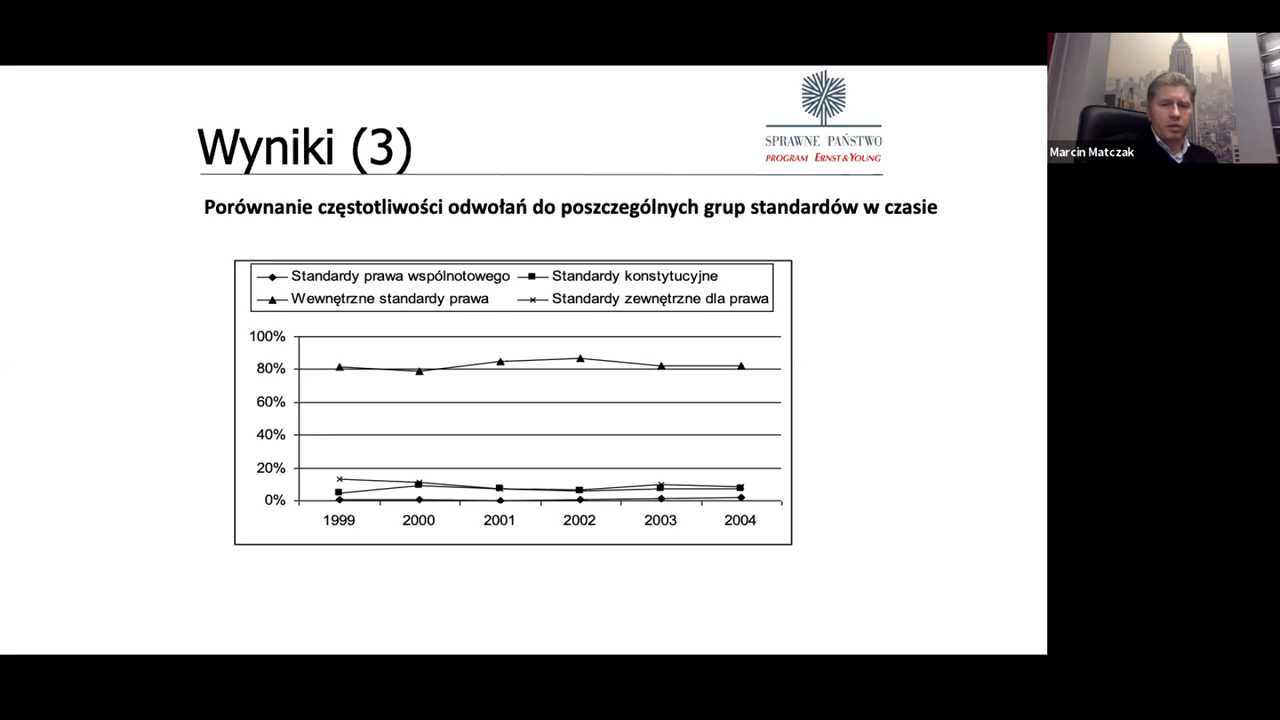 Wyniki (3)
SPRAWNE PAŃSTWO
PROGRAM ERNST & YOUNG
Marcin Matczak
Porównanie częstotliwości odwołań do poszczególnych grup standardów w czasie
Standardy prawa wspólnotowego Standardy konstytucyjne
Wewnętrzne standardy prawa Standardy zewnętrzne dla prawa
100%
80%
60%
40%
20%
0%
1999 2000 2001 2002 2003 2004